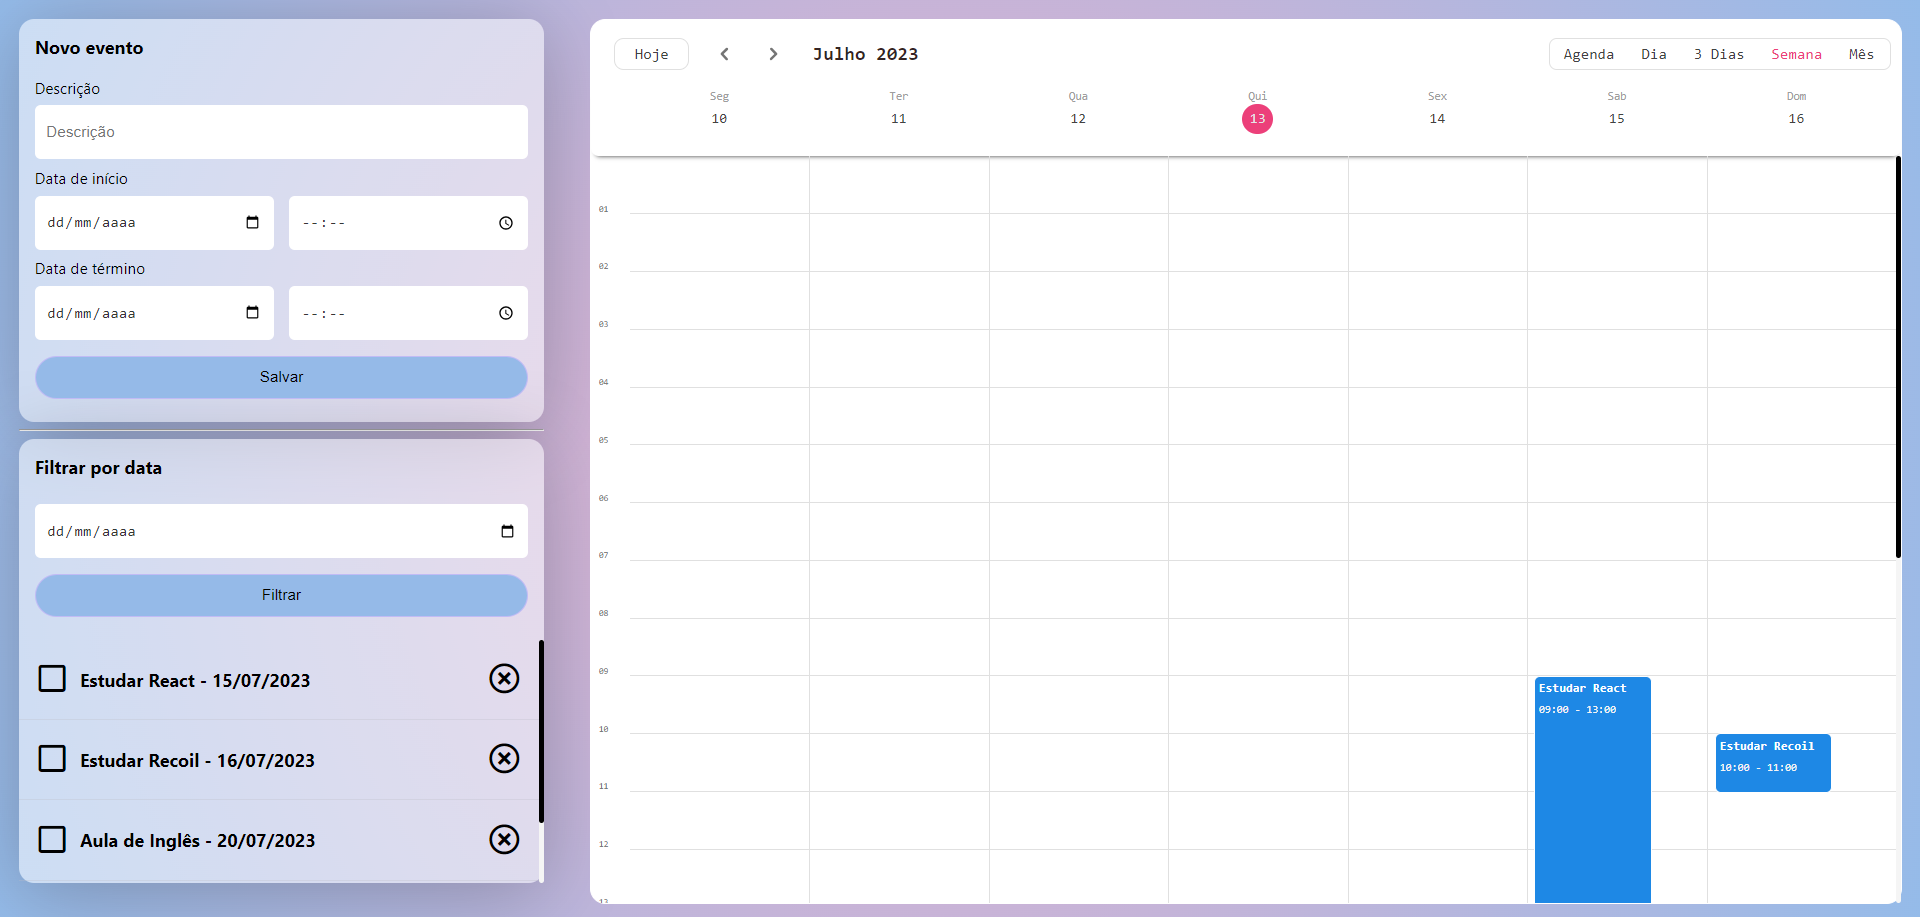 Novo evento
Descrição
Descrição
Data de início
dd/mm/aaaa --:--
Data de término
dd/mm/aaaa --:--
Salvar
Filtrar por data
dd/mm/aaaa
Filtrar
Estudar React - 15/07/2023
Estudar Recoil - 16/07/2023
Aula de Inglês - 20/07/2023
Hoje Julho 2023 Agenda Dia 3 Dias Semana Mês
Seg Ter Qua Qui Sex Sab Dom
10 11 12 13 14 15 16
01
02
03
04
05
06
07
08
09
Estudar React
09:00 - 13:00
10
Estudar Recoil
10:00 - 11:00
11
12
13